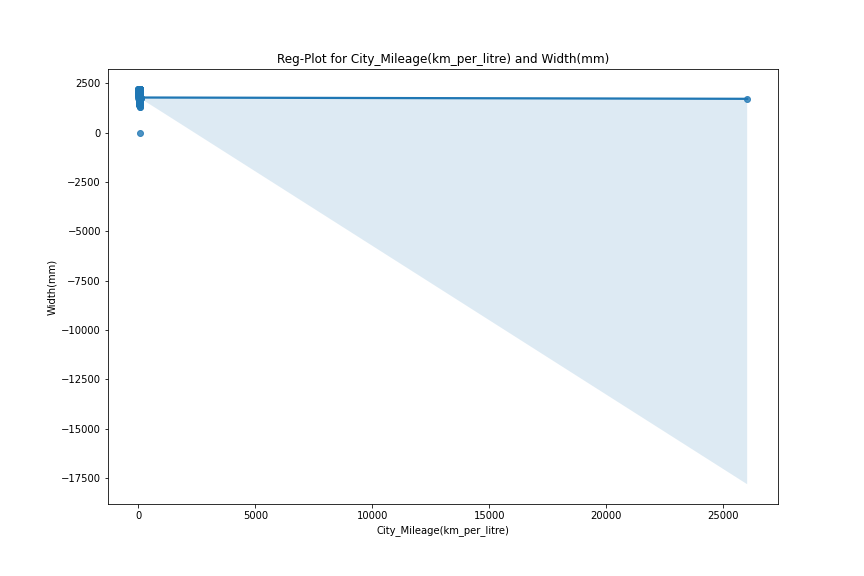 Reg-Plot for City_Mileage(km_per_litre) and Width(mm)
2500
0
−2500
−5000
−7500
−10000
−12500
−15000
−17500
Width(mm)
0 5000 10000 15000 20000 25000
City_Mileage(km_per_litre)